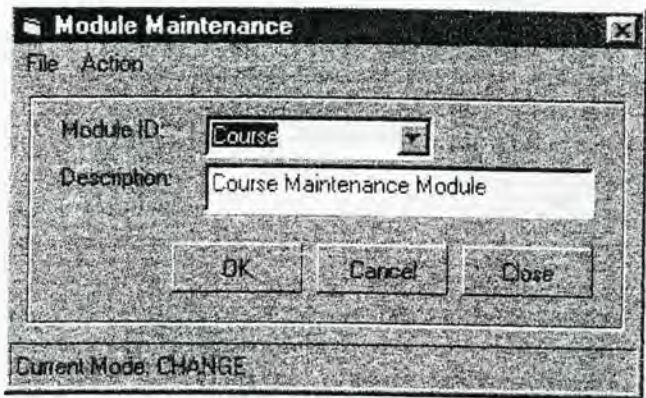 Module Maintenance
File Action
Module ID: Course
Description: Course Maintenance Module
OK Cancel Close
Current Mode: CHANGE